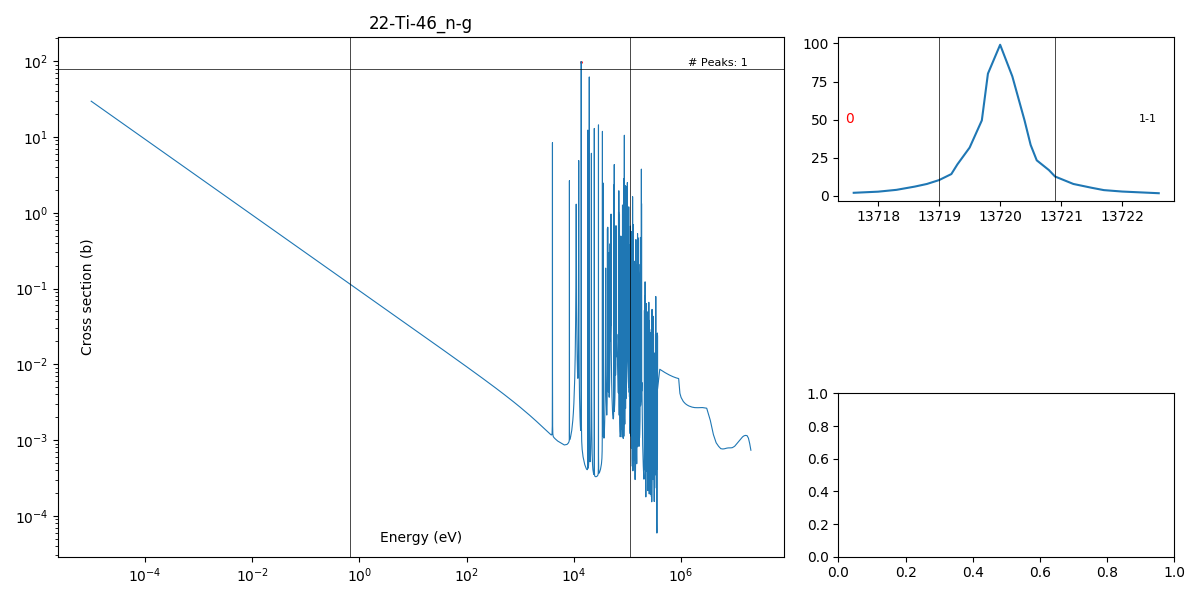 22-Ti-46_n-g
# Peaks: 1
10²
10¹
10⁰
10⁻¹
10⁻²
10⁻³
10⁻⁴
Cross section (b)
Energy (eV)
10⁻⁴ 10⁻² 10⁰ 10² 10⁴ 10⁶
100
75
50
25
0
0
1-1
13718 13719 13720 13721 13722
1.0
0.8
0.6
0.4
0.2
0.0
0.0 0.2 0.4 0.6 0.8 1.0